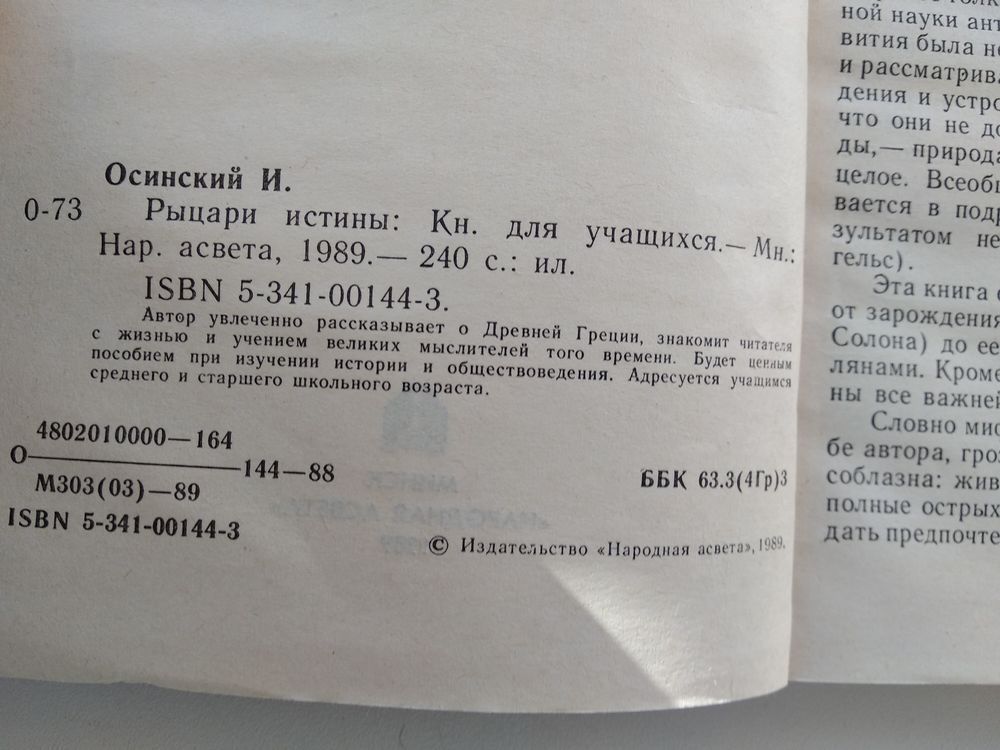 Осинский И.
О-73 Рыцари истины: Кн. для учащихся.— Мн.:
Нар. асвета, 1989.— 240 с.: ил.
ISBN 5-341-00144-3.
Автор увлеченно рассказывает о Древней Греции, знакомит читателя
с жизнью и учением великих мыслителей того времени. Будет ценным
пособием при изучении истории и обществоведения. Адресуется учащимся
среднего и старшего школьного возраста.
4802010000—164
О————144—88
М303(03)—89
ББК 63.3(4Гр)3
ISBN 5-341-00144-3
© Издательство «Народная асвета», 1989.
ной науки ант
вития была не
и рассматрива
дения и устро
что они не до
ды,— природа
целое. Всеобщ
вается в подр
зультатом не
гельс).
Эта книга о
от зарождения
Солона) до ее
лянами. Кроме
ны все важней
Словно мис
бе автора, гроз
соблазна: жив
полные острых
дать предпочте